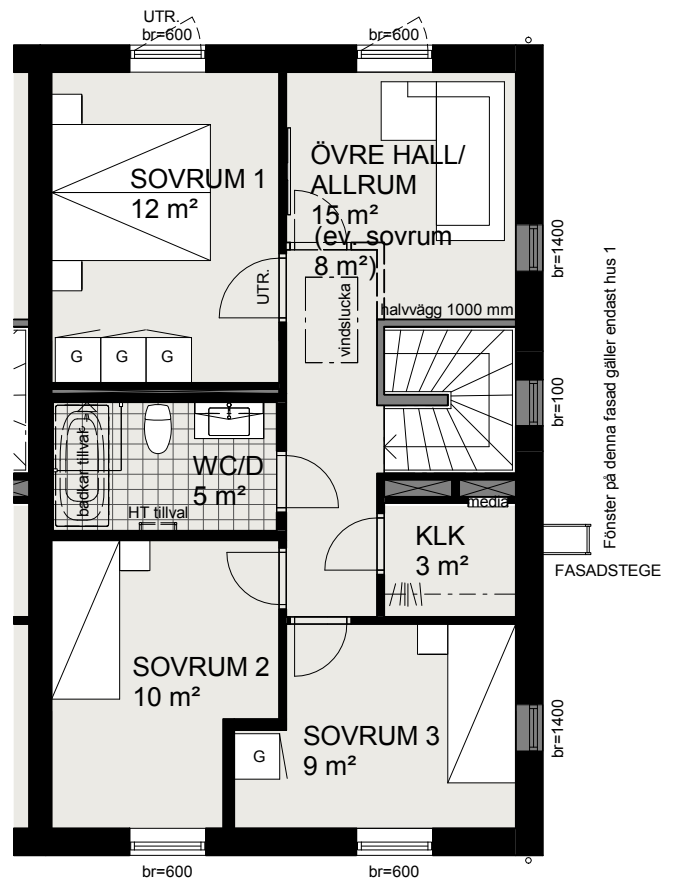 UTR.
br=600
br=600
SOVRUM 1
12 m²
ÖVRE HALL/
ALLRUM
15 m²
(ev. sovrum
8 m²)
UTR.
vindslucka
halvvägg 1000 mm
br=1400
G
G
G
br=100
Fönster på denna fasad gäller endast hus 1
badkar tillval
WC/D
5 m²
HT tillval
media
KLK
3 m²
FASADSTEGE
SOVRUM 2
10 m²
SOVRUM 3
9 m²
G
br=1400
br=600
br=600